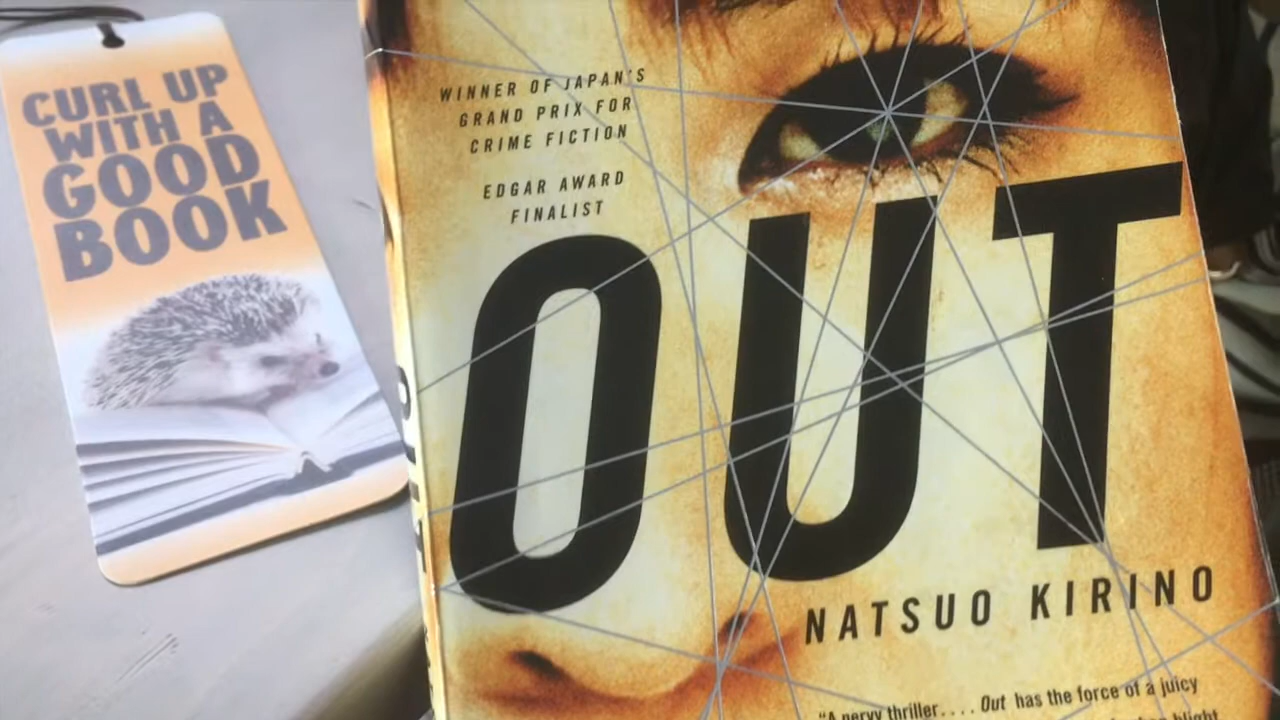 CURL UP
WITH A
GOOD
BOOK
WINNER OF JAPAN'S
GRAND PRIX FOR
CRIME FICTION
EDGAR AWARD
FINALIST
OUT
NATSUO KIRINO
"A nervy thriller.... Out has the force of a juicy